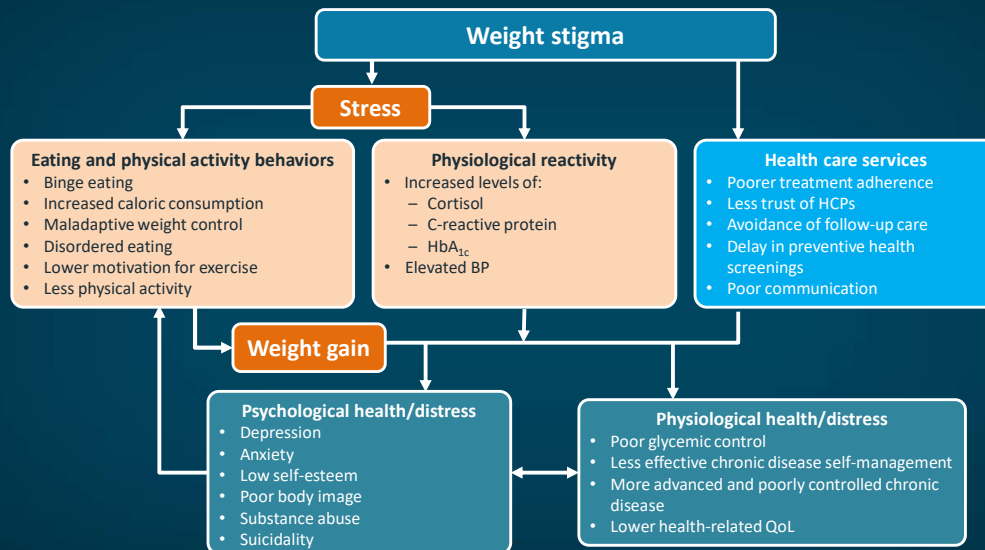 Weight stigma
Stress
Eating and physical activity behaviors
• Binge eating
• Increased caloric consumption
• Maladaptive weight control
• Disordered eating
• Lower motivation for exercise
• Less physical activity
Physiological reactivity
• Increased levels of:
– Cortisol
– C-reactive protein
– HbA1c
• Elevated BP
Health care services
• Poorer treatment adherence
• Less trust of HCPs
• Avoidance of follow-up care
• Delay in preventive health
screenings
• Poor communication
Weight gain
Psychological health/distress
• Depression
• Anxiety
• Low self-esteem
• Poor body image
• Substance abuse
• Suicidality
Physiological health/distress
• Poor glycemic control
• Less effective chronic disease self-management
• More advanced and poorly controlled chronic
disease
• Lower health-related QoL